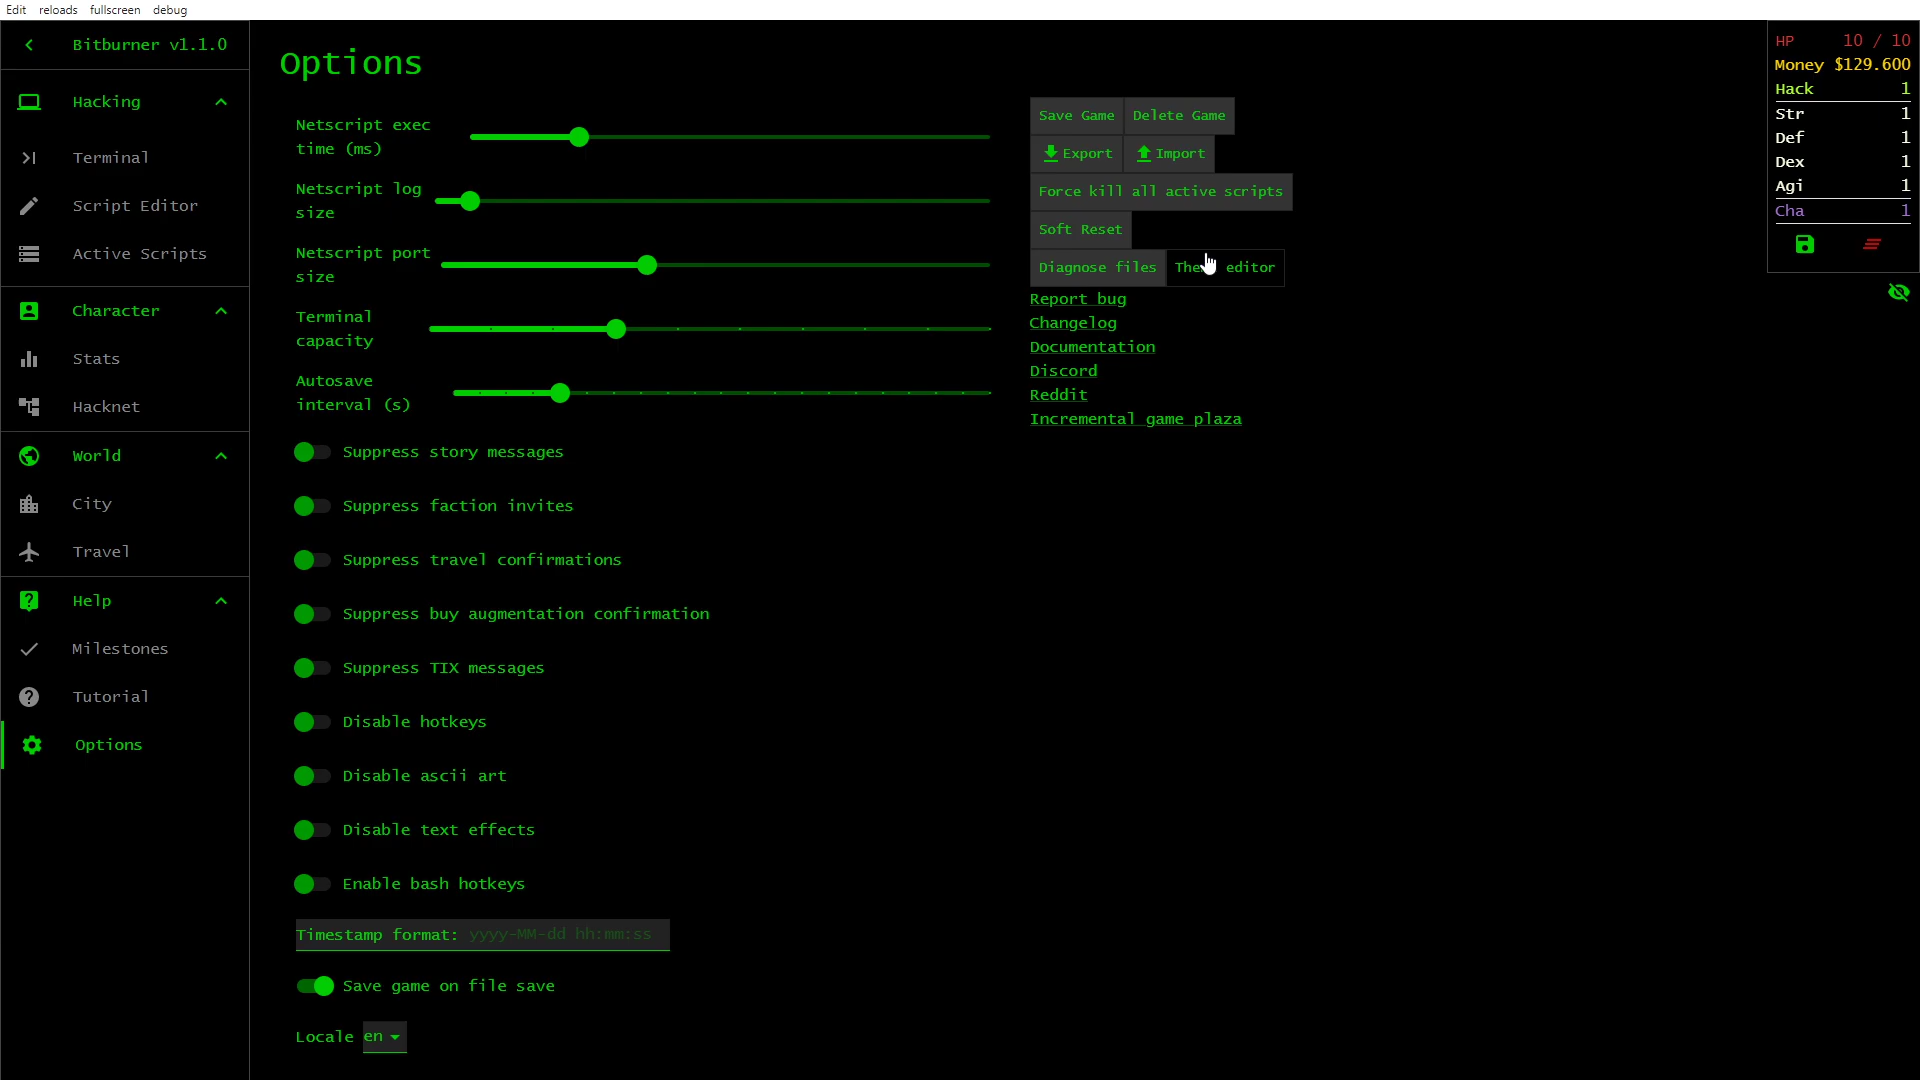 Edit reloads fullscreen debug
Bitburner v1.1.0
Hacking
Terminal
Script Editor
Active Scripts
Character
Stats
Hacknet
World
City
Travel
Help
Milestones
Tutorial
Options
Options
Netscript exec
time (ms)
Netscript log
size
Netscript port
size
Terminal
capacity
Autosave
interval (s)
Suppress story messages
Suppress faction invites
Suppress travel confirmations
Suppress buy augmentation confirmation
Suppress TIX messages
Disable hotkeys
Disable ascii art
Disable text effects
Enable bash hotkeys
Timestamp format: yyyy-MM-dd hh:mm:ss
Save game on file save
Locale en
Save Game Delete Game
Export Import
Force kill all active scripts
Soft Reset
Diagnose files editor
Report bug
Changelog
Documentation
Discord
Reddit
Incremental game plaza
HP 10 / 10
Money $129.600
Hack 1
Str 1
Def 1
Dex 1
Agi 1
Cha 1